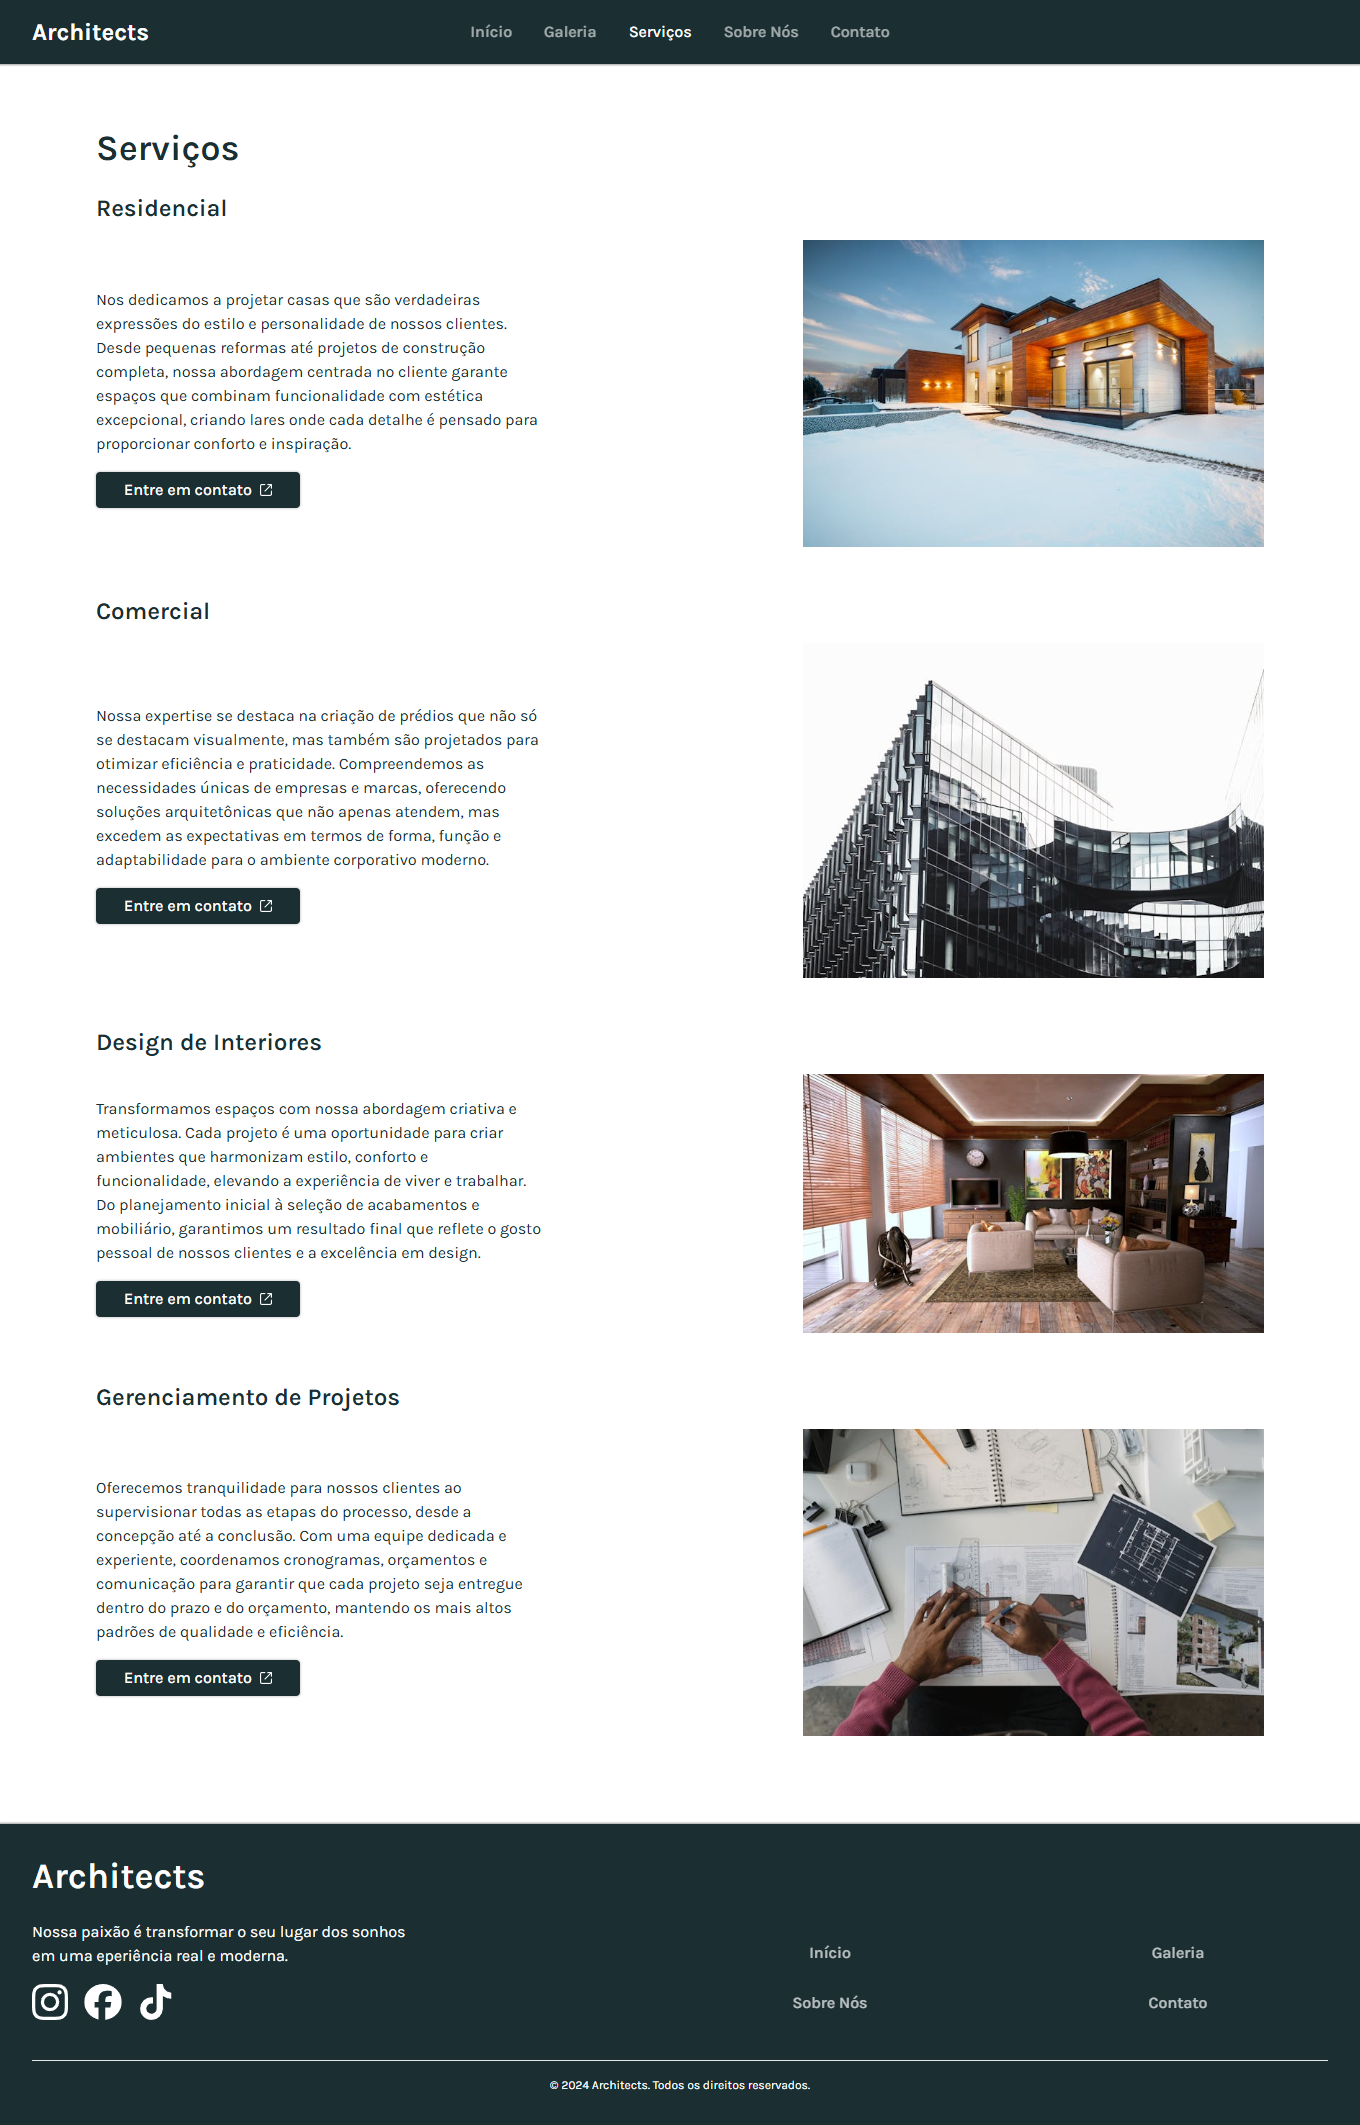 Architects
Início
Galeria
Serviços
Sobre Nós
Contato
Serviços
Residencial
Nos dedicamos a projetar casas que são verdadeiras
expressões do estilo e personalidade de nossos clientes.
Desde pequenas reformas até projetos de construção
completa, nossa abordagem centrada no cliente garante
espaços que combinam funcionalidade com estética
excepcional, criando lares onde cada detalhe é pensado para
proporcionar conforto e inspiração.
Entre em contato
Comercial
Nossa expertise se destaca na criação de prédios que não só
se destacam visualmente, mas também são projetados para
otimizar eficiência e praticidade. Compreendemos as
necessidades únicas de empresas e marcas, oferecendo
soluções arquitetônicas que não apenas atendem, mas
excedem as expectativas em termos de forma, função e
adaptabilidade para o ambiente corporativo moderno.
Entre em contato
Design de Interiores
Transformamos espaços com nossa abordagem criativa e
meticulosa. Cada projeto é uma oportunidade para criar
ambientes que harmonizam estilo, conforto e
funcionalidade, elevando a experiência de viver e trabalhar.
Do planejamento inicial à seleção de acabamentos e
mobiliário, garantimos um resultado final que reflete o gosto
pessoal de nossos clientes e a excelência em design.
Entre em contato
Gerenciamento de Projetos
Oferecemos tranquilidade para nossos clientes ao
supervisionar todas as etapas do processo, desde a
concepção até a conclusão. Com uma equipe dedicada e
experiente, coordenamos cronogramas, orçamentos e
comunicação para garantir que cada projeto seja entregue
dentro do prazo e do orçamento, mantendo os mais altos
padrões de qualidade e eficiência.
Entre em contato
Architects
Nossa paixão é transformar o seu lugar dos sonhos
em uma eperiência real e moderna.
Início
Galeria
Sobre Nós
Contato
© 2024 Architects. Todos os direitos reservados.